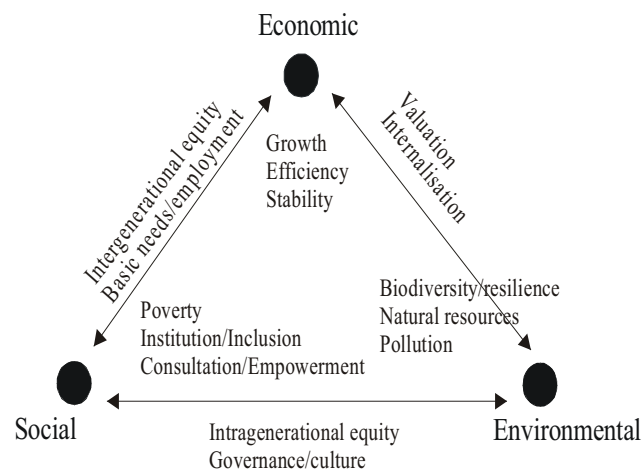 Economic
Valuation
Internalisation
Intergenerational equity
Basic needs/employment
Growth
Efficiency
Stability
Biodiversity/resilience
Natural resources
Pollution
Poverty
Institution/Inclusion
Consultation/Empowerment
Social
Environmental
Intragenerational equity
Governance/culture